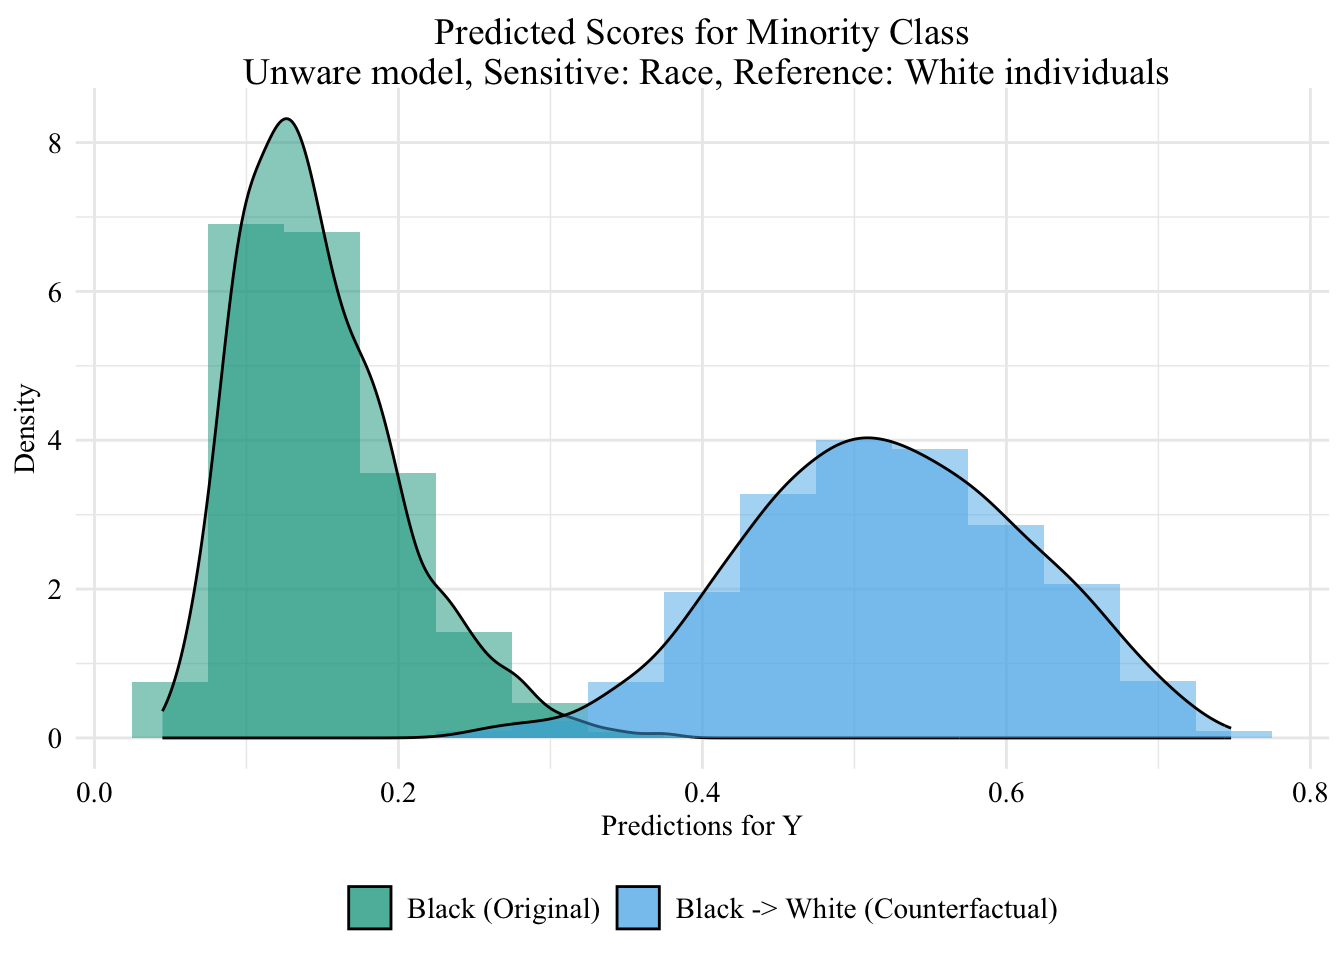 Predicted Scores for Minority Class
Unware model, Sensitive: Race, Reference: White individuals
8
6
4
2
0
Density
0.0 0.2 0.4 0.6 0.8
Predictions for Y
Black (Original) Black -> White (Counterfactual)